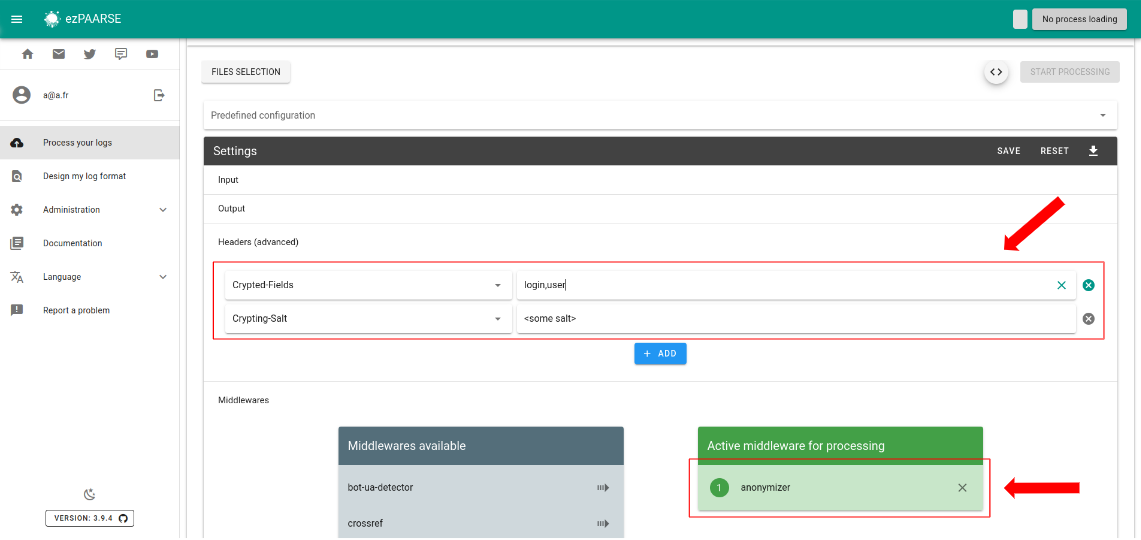 ezPAARSE
No process loading
a@a.fr
Process your logs
Design my log format
Administration
Documentation
Language
Report a problem
VERSION: 3.9.4
FILES SELECTION
START PROCESSING
Predefined configuration
Settings
SAVE
RESET
Input
Output
Headers (advanced)
Crypted-Fields
login,user
Crypting-Salt
<some salt>
+ ADD
Middlewares
Middlewares available
bot-ua-detector
crossref
Active middleware for processing
1 anonymizer